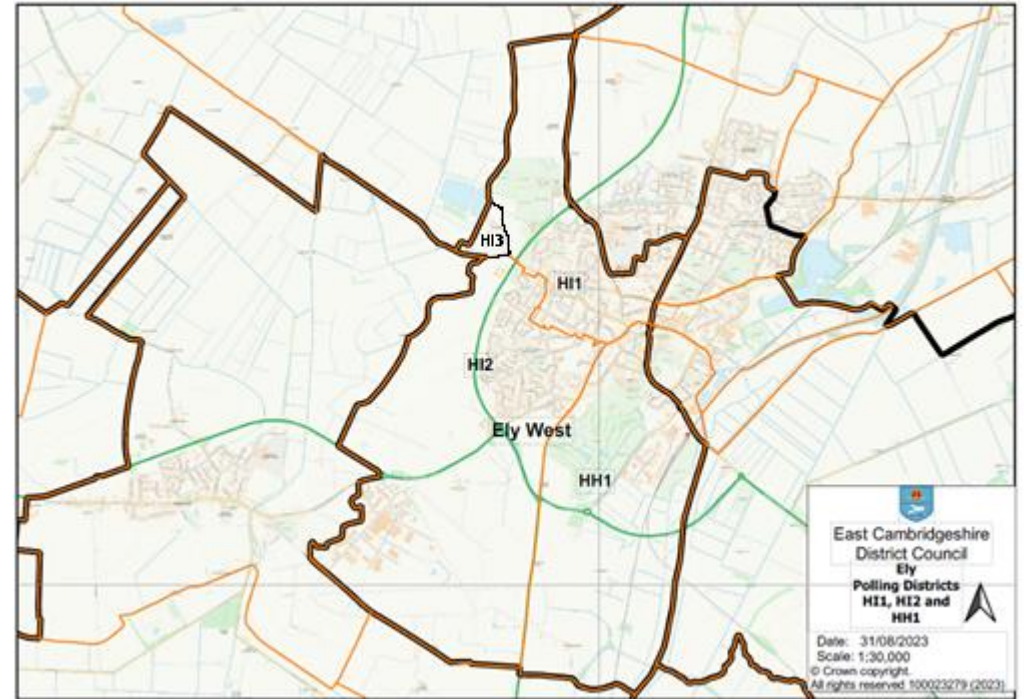 HI3
HI1
HI2
Ely West
HH1
East Cambridgeshire
District Council
Ely
Polling Districts
HI1, HI2 and
HH1
Date: 31/08/2023
Scale: 1:30,000
© Crown copyright.
All rights reserved 100023279 (2023)